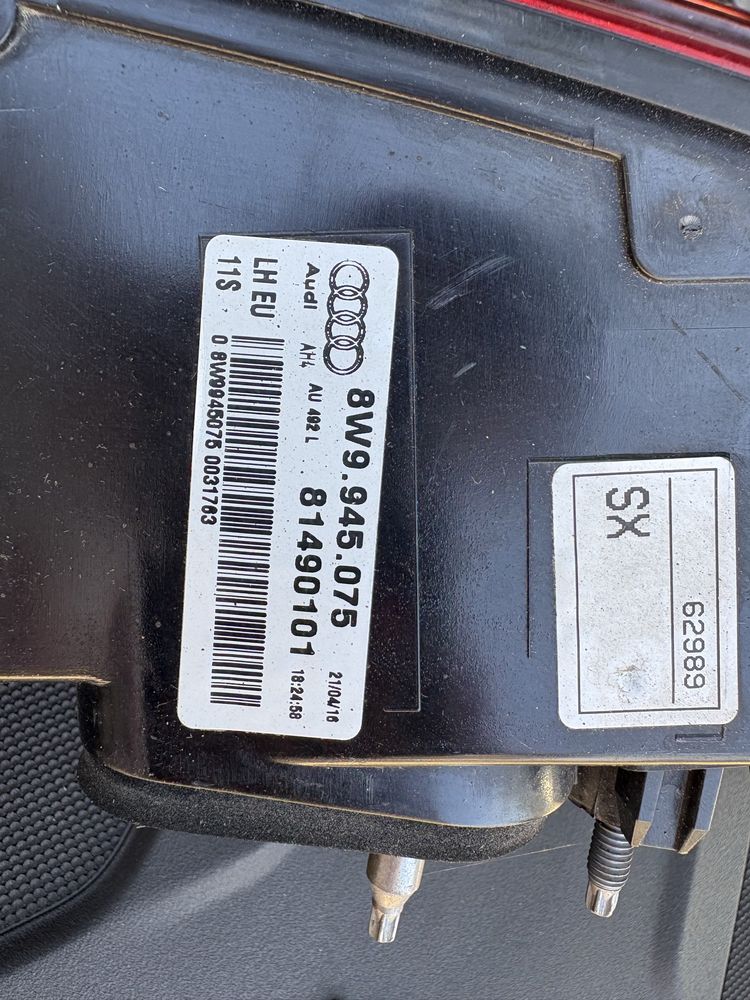 8W9.945.075
21/04/16
Audi AH4 AU 492 L 81490101 18:24:58
LH EU
11S
0 8W9945075 0031763
SX
62989